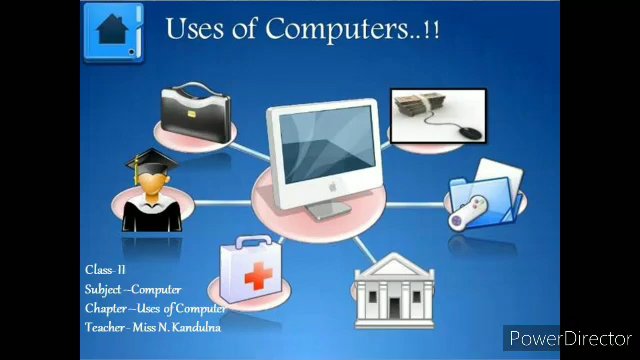 Uses of Computers..!!
Class-II
Subject –Computer
Chapter –Uses of Computer
Teacher - Miss N. Kandulna
PowerDirector